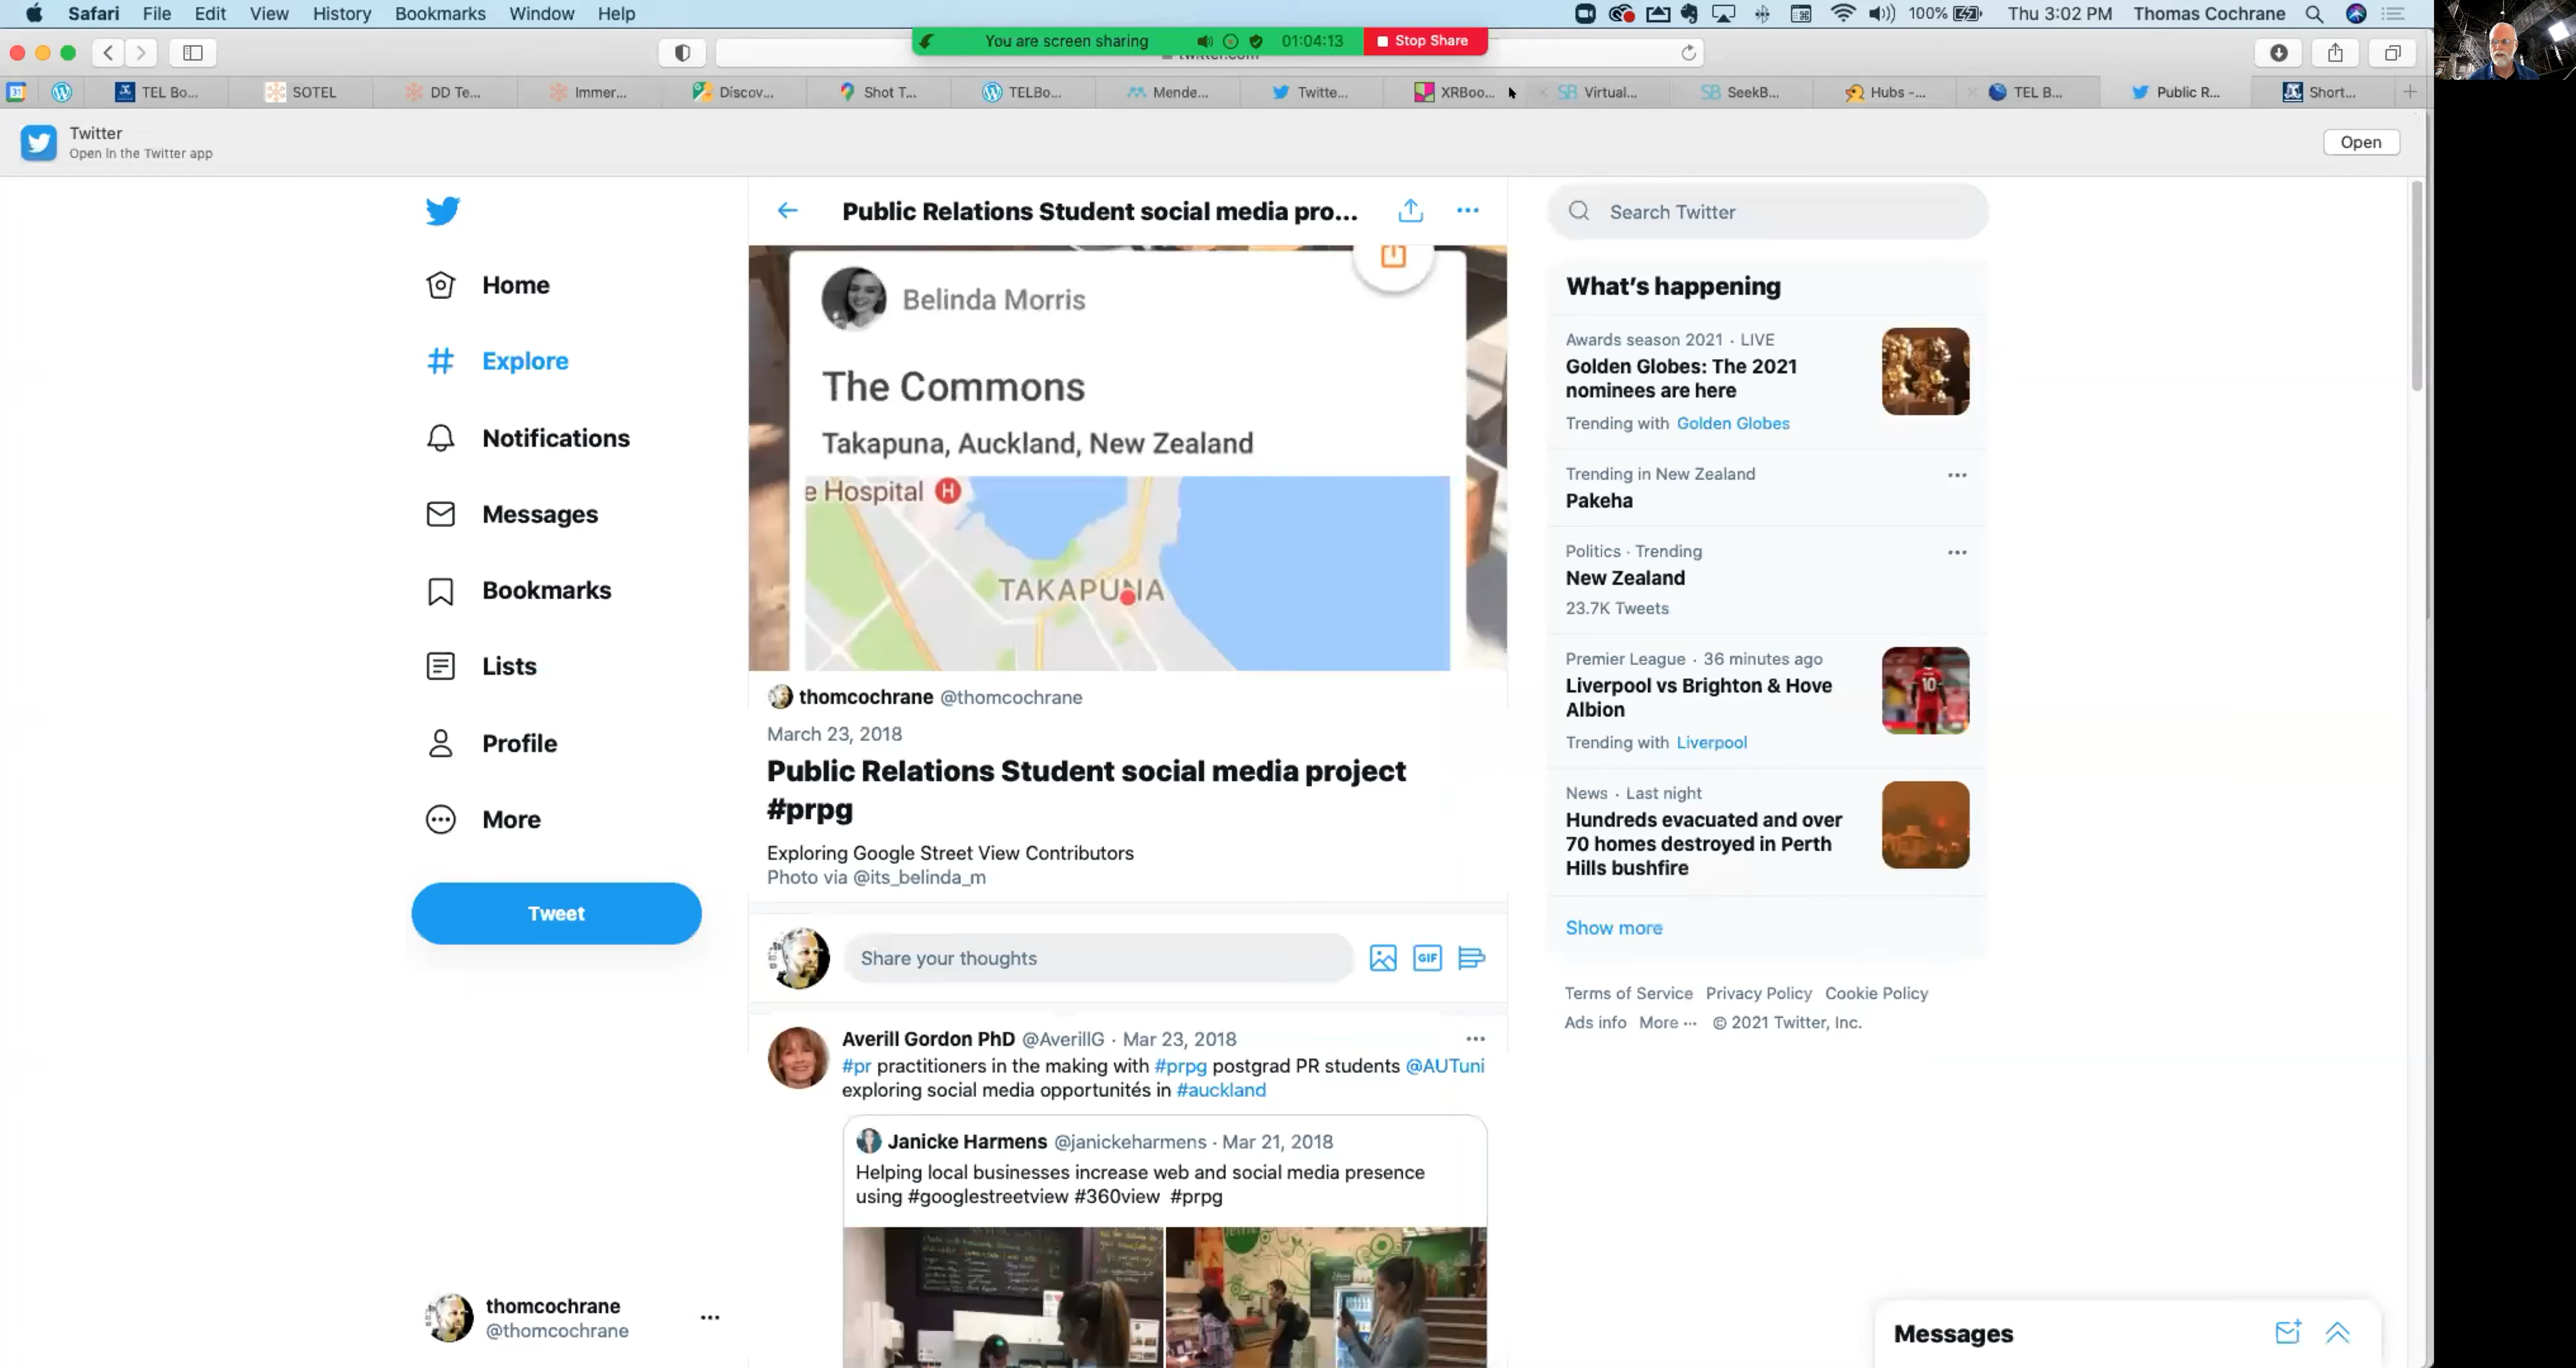 Safari File Edit View History Bookmarks Window Help
100% Thu 3:02 PM Thomas Cochrane
You are screen sharing 01:04:13 Stop Share
twitter.com
31 TEL Bo... SOTEL DD Te... Immer... Discov... Shot T... TELBo... Mende... Twitte... XRBoo... SB Virtual... SB SeekB... Hubs -... TEL B... Public R... Short...
Twitter
Open in the Twitter app
Open
Home
Explore
Notifications
Messages
Bookmarks
Lists
Profile
More
Tweet
thomcochrane
@thomcochrane
Public Relations Student social media pro...
Belinda Morris
The Commons
Takapuna, Auckland, New Zealand
e Hospital H
TAKAPUNA
thomcochrane @thomcochrane
March 23, 2018
Public Relations Student social media project
#prpg
Exploring Google Street View Contributors
Photo via @its_belinda_m
Share your thoughts
GIF
Averill Gordon PhD @AverillG · Mar 23, 2018
#pr practitioners in the making with #prpg postgrad PR students @AUTuni
exploring social media opportunités in #auckland
Janicke Harmens @janickeharmens · Mar 21, 2018
Helping local businesses increase web and social media presence
using #googlestreetview #360view #prpg
Search Twitter
What's happening
Awards season 2021 · LIVE
Golden Globes: The 2021
nominees are here
Trending with Golden Globes
Trending in New Zealand
Pakeha
Politics · Trending
New Zealand
23.7K Tweets
Premier League · 36 minutes ago
Liverpool vs Brighton & Hove
Albion
Trending with Liverpool
10
News · Last night
Hundreds evacuated and over
70 homes destroyed in Perth
Hills bushfire
Show more
Terms of Service Privacy Policy Cookie Policy
Ads info More ··· © 2021 Twitter, Inc.
Messages